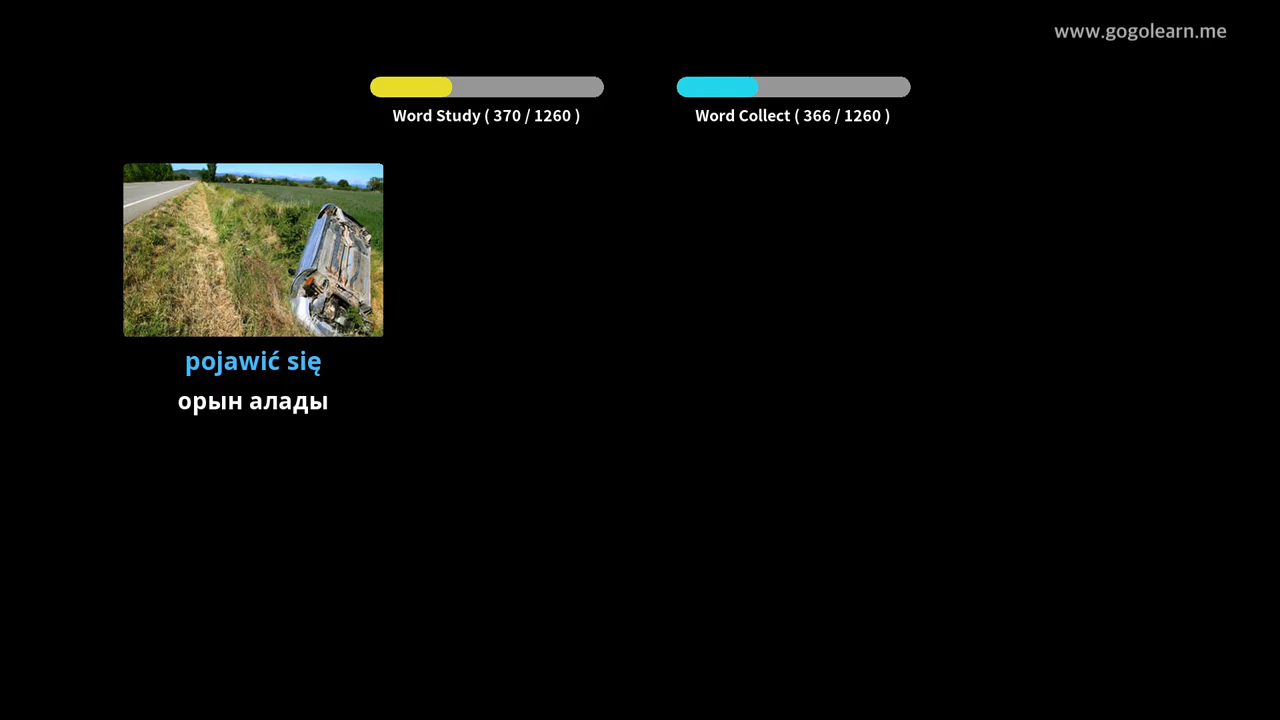 www.gogolearn.me
Word Study ( 370 / 1260 )
Word Collect ( 366 / 1260 )
pojawić się
орын алады